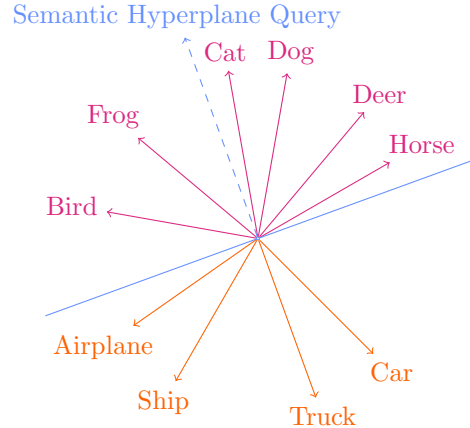 Semantic Hyperplane Query
Cat
Dog
Deer
Frog
Horse
Bird
Airplane
Car
Ship
Truck